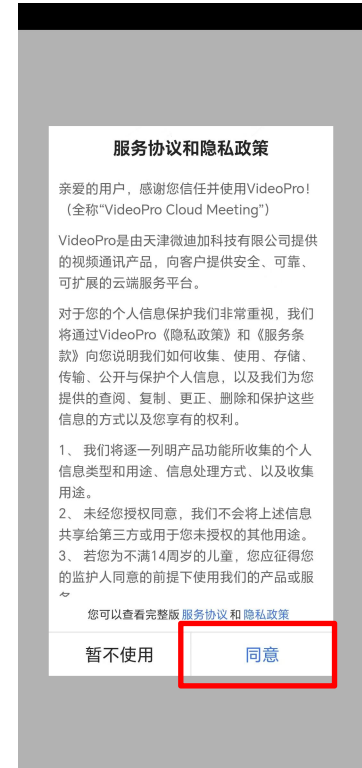 服务协议和隐私政策
亲爱的用户，感谢您信任并使用VideoPro！
（全称“VideoPro Cloud Meeting”）
VideoPro是由天津微迪加科技有限公司提供
的视频通讯产品，向客户提供安全、可靠、
可扩展的云端服务平台。
对于您的个人信息保护我们非常重视，我们
将通过VideoPro《隐私政策》和《服务条
款》向您说明我们如何收集、使用、存储、
传输、公开与保护个人信息，以及我们为您
提供的查阅、复制、更正、删除和保护这些
信息的方式以及您享有的权利。
1、 我们将逐一列明产品功能所收集的个人
信息类型和用途、信息处理方式、以及收集
用途。
2、 未经您授权同意，我们不会将上述信息
共享给第三方或用于您未授权的其他用途。
3、 若您为不满14周岁的儿童，您应征得您
的监护人同意的前提下使用我们的产品或服
您可以查看完整版 服务协议 和 隐私政策
暂不使用 同意